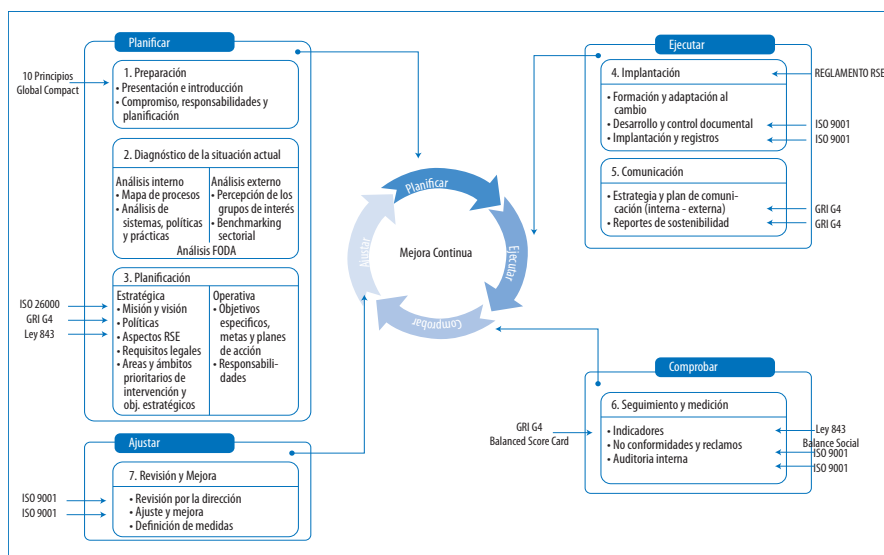 Planificar
10 Principios
Global Compact
1. Preparación
• Presentación e introducción
• Compromiso, responsabilidades y
planificación
2. Diagnóstico de la situación actual
Análisis interno
• Mapa de procesos
• Análisis de
sistemas, políticas
y prácticas
Análisis externo
• Percepción de los
grupos de interés
• Benchmarking
sectorial
Análisis FODA
3. Planificación
ISO 26000
GRI G4
Ley 843
Estratégica
• Misión y visión
• Políticas
• Aspectos RSE
• Requisitos legales
• Areas y ámbitos
prioritarios de
intervención y
obj. estratégicos
Operativa
• Objetivos
especificos,
metas y planes
de acción
• Responsabili-
dades
Ajustar
7. Revisión y Mejora
ISO 9001
ISO 9001
• Revisión por la dirección
• Ajuste y mejora
• Definición de medidas
Planificar
Ejecutar
Comprobar
Ajustar
Mejora Continua
Ejecutar
4. Implantación
REGLAMENTO RSE
• Formación y adaptación al
cambio
• Desarrollo y control documental
• Implantación y registros
ISO 9001
ISO 9001
5. Comunicación
• Estrategia y plan de comuni-
cación (interna - externa)
• Reportes de sostenibilidad
GRI G4
GRI G4
Comprobar
6. Seguimiento y medición
GRI G4
Balanced Score Card
• Indicadores
• No conformidades y reclamos
• Auditoria interna
Ley 843
Balance Social
ISO 9001
ISO 9001